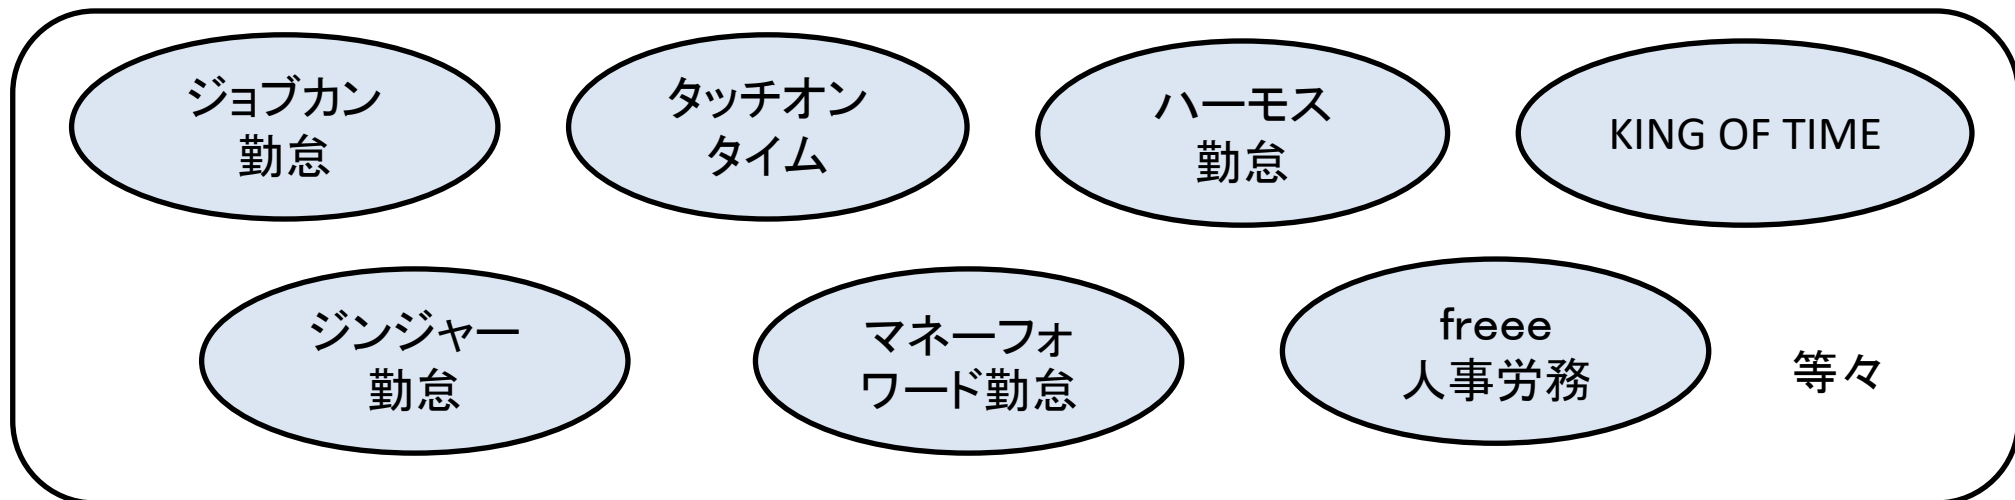 ジョブカン
勤怠
タッチオン
タイム
ハーモス
勤怠
KING OF TIME
ジンジャー
勤怠
マネーフォ
ワード勤怠
freee
人事労務
等々